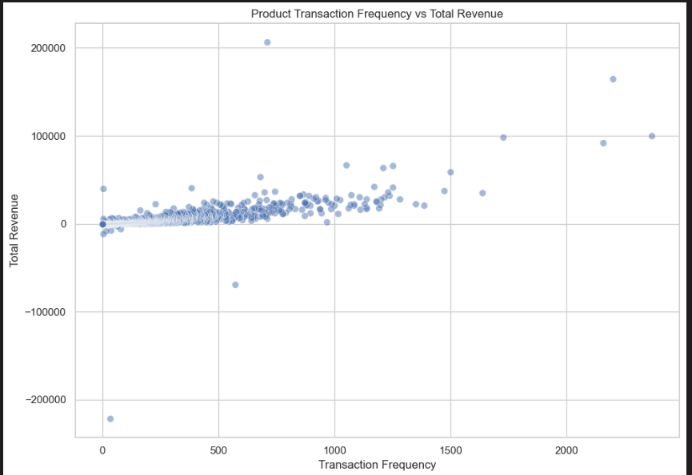 Product Transaction Frequency vs Total Revenue
200000
100000
0
−100000
−200000
Total Revenue
0 500 1000 1500 2000
Transaction Frequency